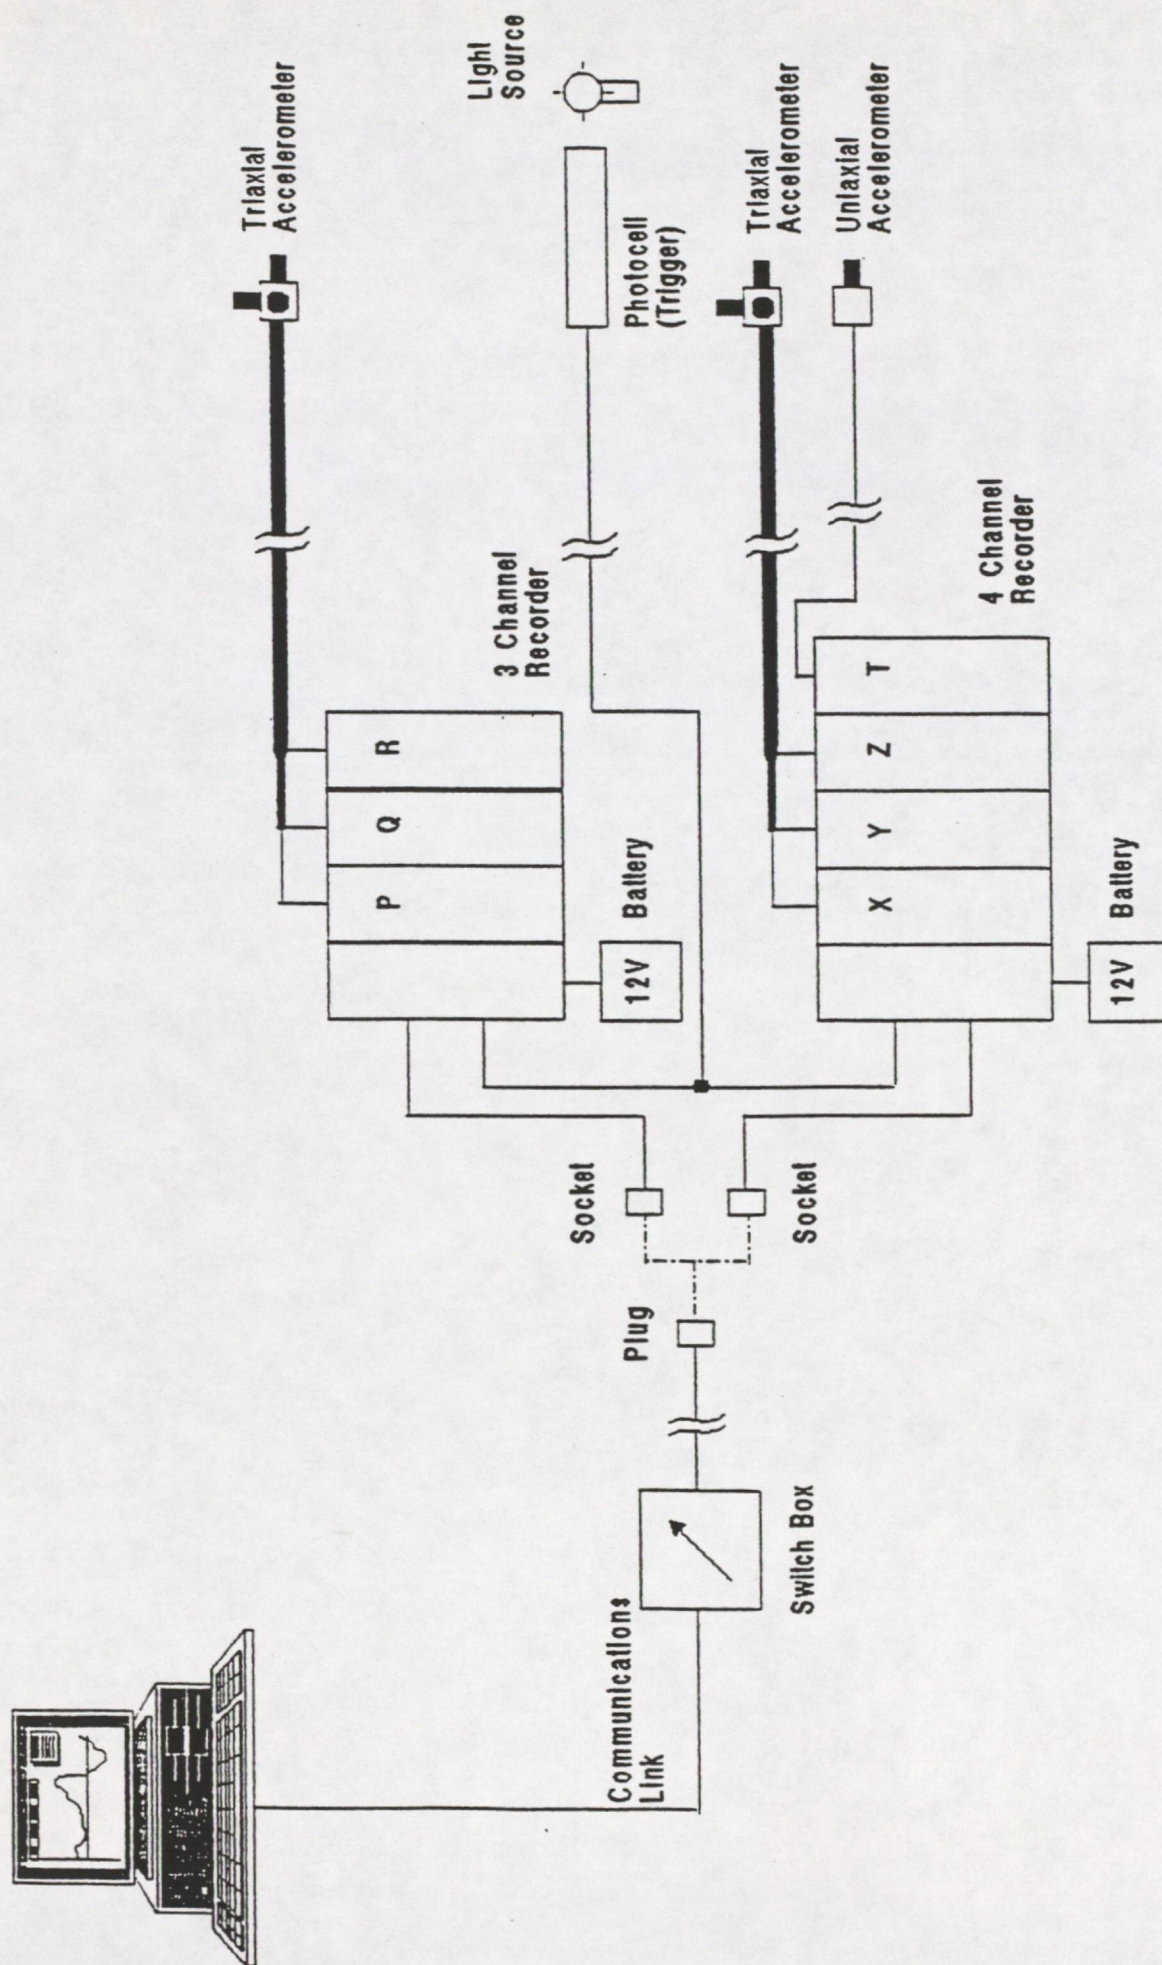 Triaxial
Accelerometer
Light
Source
Photocell
(Trigger)
Triaxial
Accelerometer
Uniaxial
Accelerometer
3 Channel
Recorder
4 Channel
Recorder
P
Q
R
X
Y
Z
T
12V
Battery
12V
Battery
Socket
Socket
Plug
Switch Box
Communications
Link